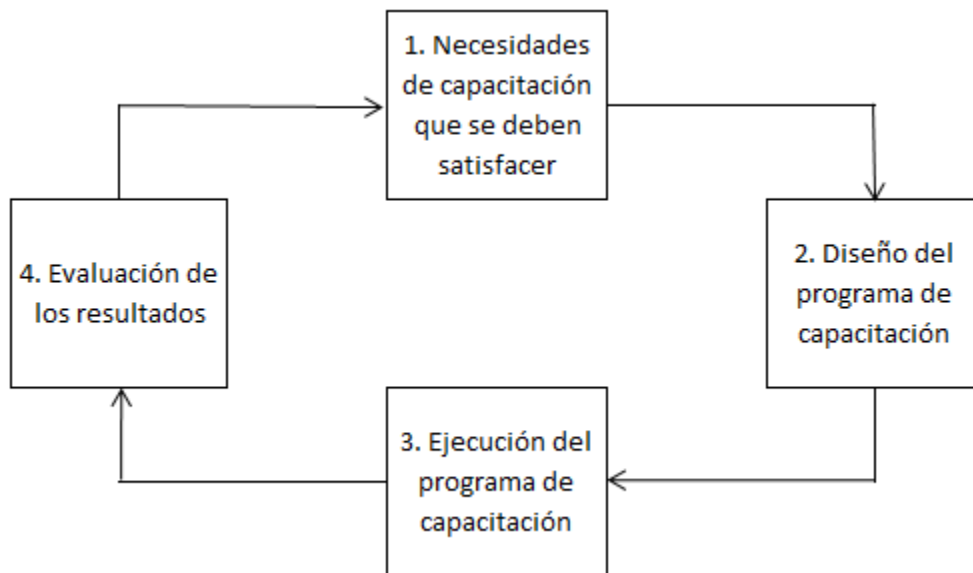 1. Necesidades
de capacitación
que se deben
satisfacer
2. Diseño del
programa de
capacitación
3. Ejecución del
programa de
capacitación
4. Evaluación de
los resultados